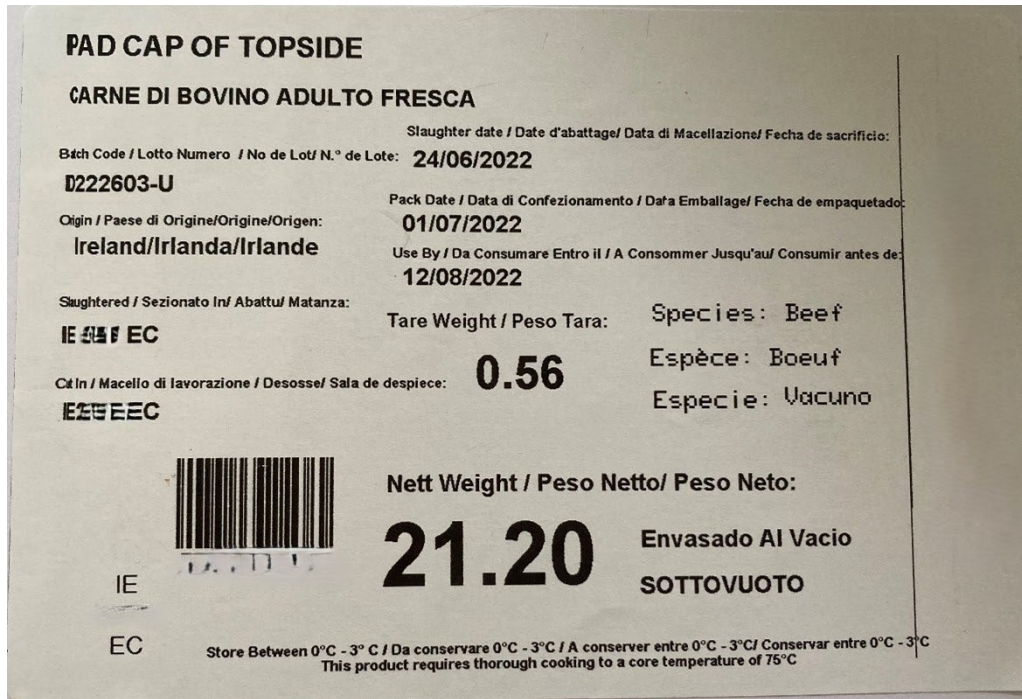 PAD CAP OF TOPSIDE
CARNE DI BOVINO ADULTO FRESCA
Slaughter date / Date d'abattage/ Data di Macellazione/ Fecha de sacrificio:
Batch Code / Lotto Numero / No de Lot/ N.° de Lote: 24/06/2022
D222603-U
Pack Date / Data di Confezionamento / Data Emballage/ Fecha de empaquetado:
Origin / Paese di Origine/Origine/Origen: 01/07/2022
Ireland/Irlanda/Irlande
Use By / Da Consumare Entro il / A Consommer Jusqu'au/ Consumir antes de:
12/08/2022
Slaughtered / Sezionato In/ Abattu/ Matanza:
Tare Weight / Peso Tara:
Species: Beef
IE EC
0.56
Espèce: Boeuf
Cut In / Macello di lavorazione / Desosse/ Sala de despiece:
Especie: Vacuno
Nett Weight / Peso Netto/ Peso Neto:
21.20
Envasado Al Vacio
SOTTOVUOTO
IE
EC
Store Between 0°C - 3° C / Da conservare 0°C - 3°C / A conserver entre 0°C - 3°C/ Conservar entre 0°C - 3°C
This product requires thorough cooking to a core temperature of 75°C